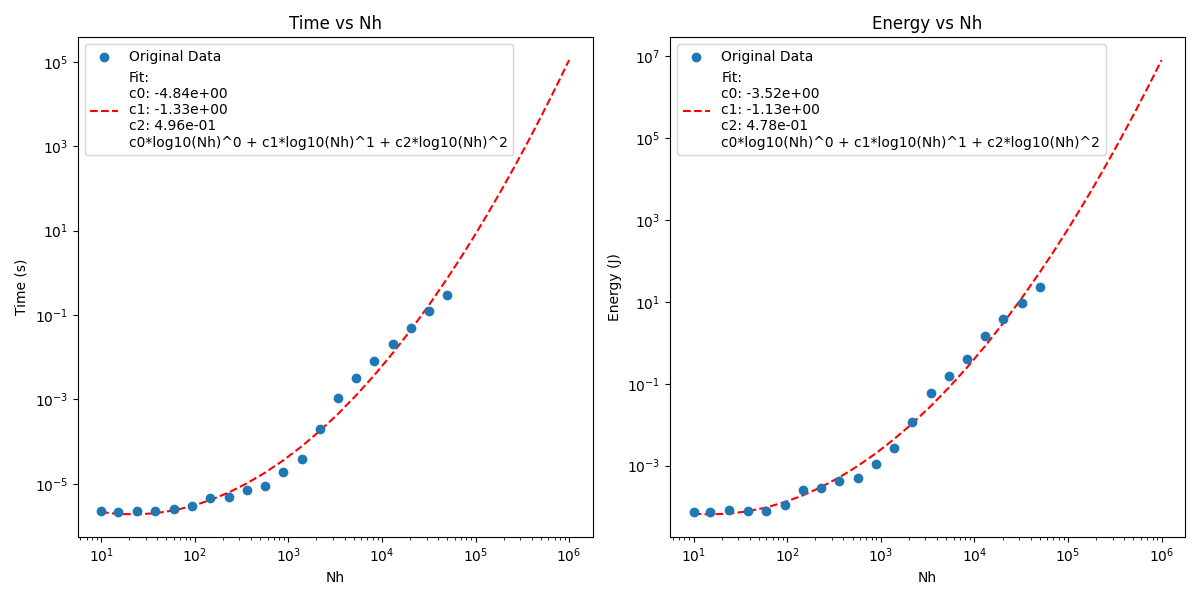 Time vs Nh
Original Data
Fit:
c0: -4.84e+00
c1: -1.33e+00
c2: 4.96e-01
c0*log10(Nh)^0 + c1*log10(Nh)^1 + c2*log10(Nh)^2
Time (s)
10^5
10^3
10^1
10^-1
10^-3
10^-5
10^1
10^2
10^3
10^4
10^5
10^6
Nh
Energy vs Nh
Original Data
Fit:
c0: -3.52e+00
c1: -1.13e+00
c2: 4.78e-01
c0*log10(Nh)^0 + c1*log10(Nh)^1 + c2*log10(Nh)^2
Energy (J)
10^7
10^5
10^3
10^1
10^-1
10^-3
10^1
10^2
10^3
10^4
10^5
10^6
Nh